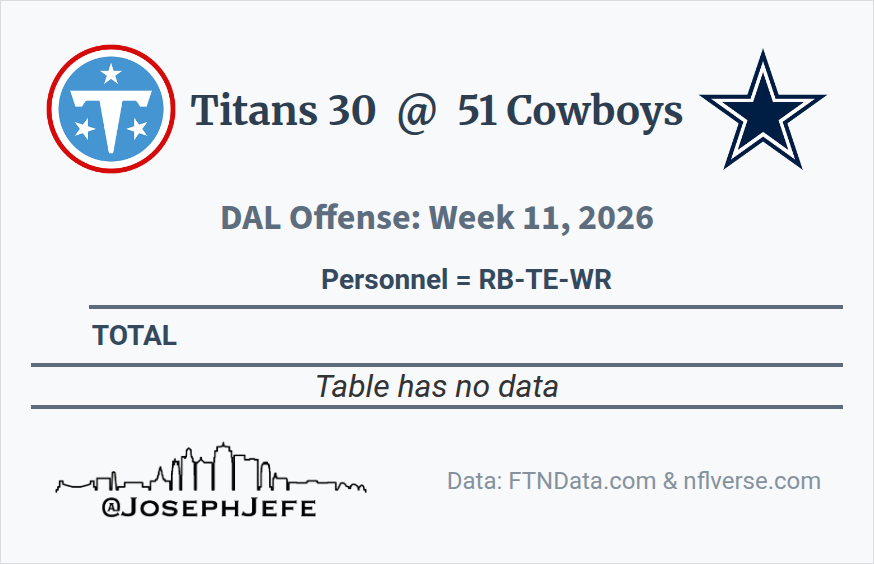 Titans 30 @ 51 Cowboys
DAL Offense: Week 11, 2026
Personnel = RB-TE-WR
TOTAL
Table has no data
@JOSEPHJEFE
Data: FTNData.com & nflverse.com